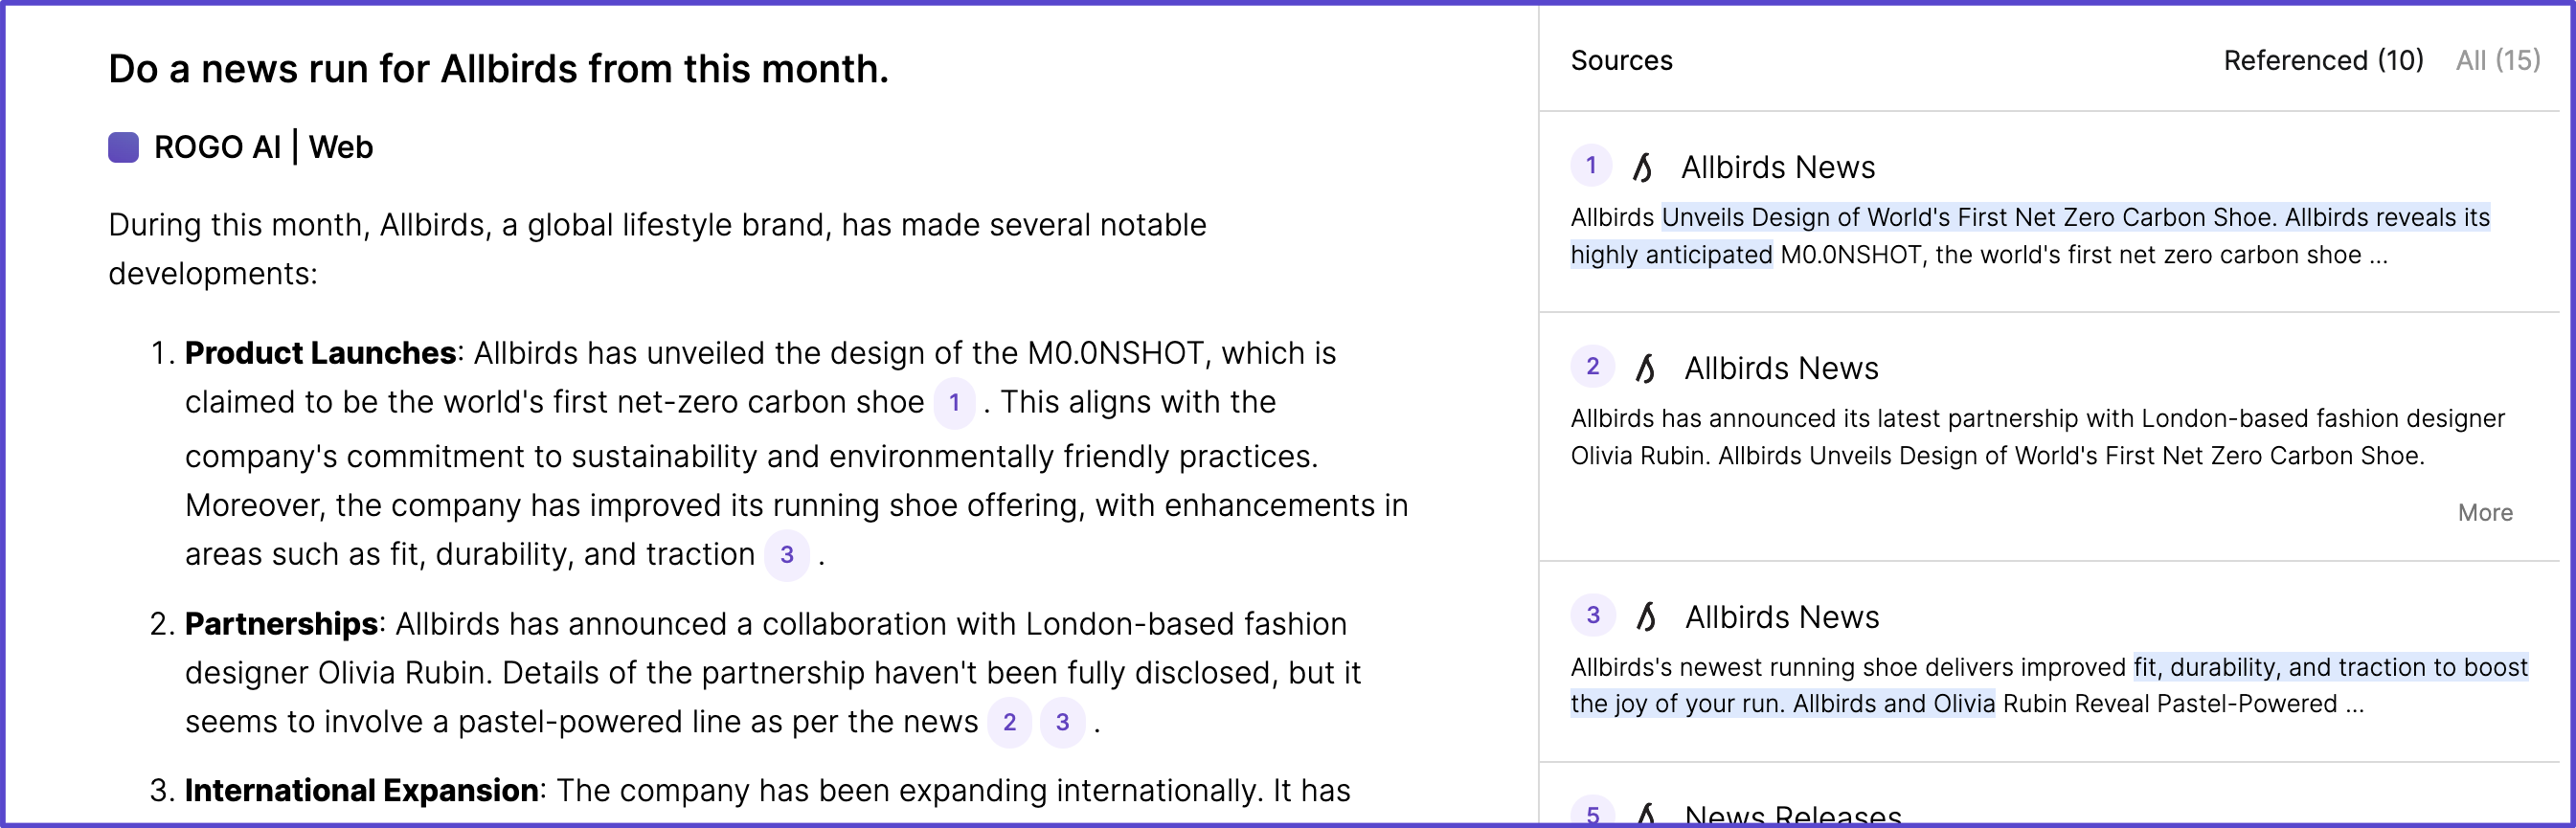 Do a news run for Allbirds from this month.
ROGO AI | Web
During this month, Allbirds, a global lifestyle brand, has made several notable
developments:
1. Product Launches: Allbirds has unveiled the design of the M0.0NSHOT, which is
claimed to be the world's first net-zero carbon shoe 1 . This aligns with the
company's commitment to sustainability and environmentally friendly practices.
Moreover, the company has improved its running shoe offering, with enhancements in
areas such as fit, durability, and traction 3 .
2. Partnerships: Allbirds has announced a collaboration with London-based fashion
designer Olivia Rubin. Details of the partnership haven't been fully disclosed, but it
seems to involve a pastel-powered line as per the news 2 3 .
3. International Expansion: The company has been expanding internationally. It has
Sources
Referenced (10) All (15)
1 Allbirds News
Allbirds Unveils Design of World's First Net Zero Carbon Shoe. Allbirds reveals its
highly anticipated M0.0NSHOT, the world's first net zero carbon shoe ...
2 Allbirds News
Allbirds has announced its latest partnership with London-based fashion designer
Olivia Rubin. Allbirds Unveils Design of World's First Net Zero Carbon Shoe.
More
3 Allbirds News
Allbirds's newest running shoe delivers improved fit, durability, and traction to boost
the joy of your run. Allbirds and Olivia Rubin Reveal Pastel-Powered ...
5 News Releases